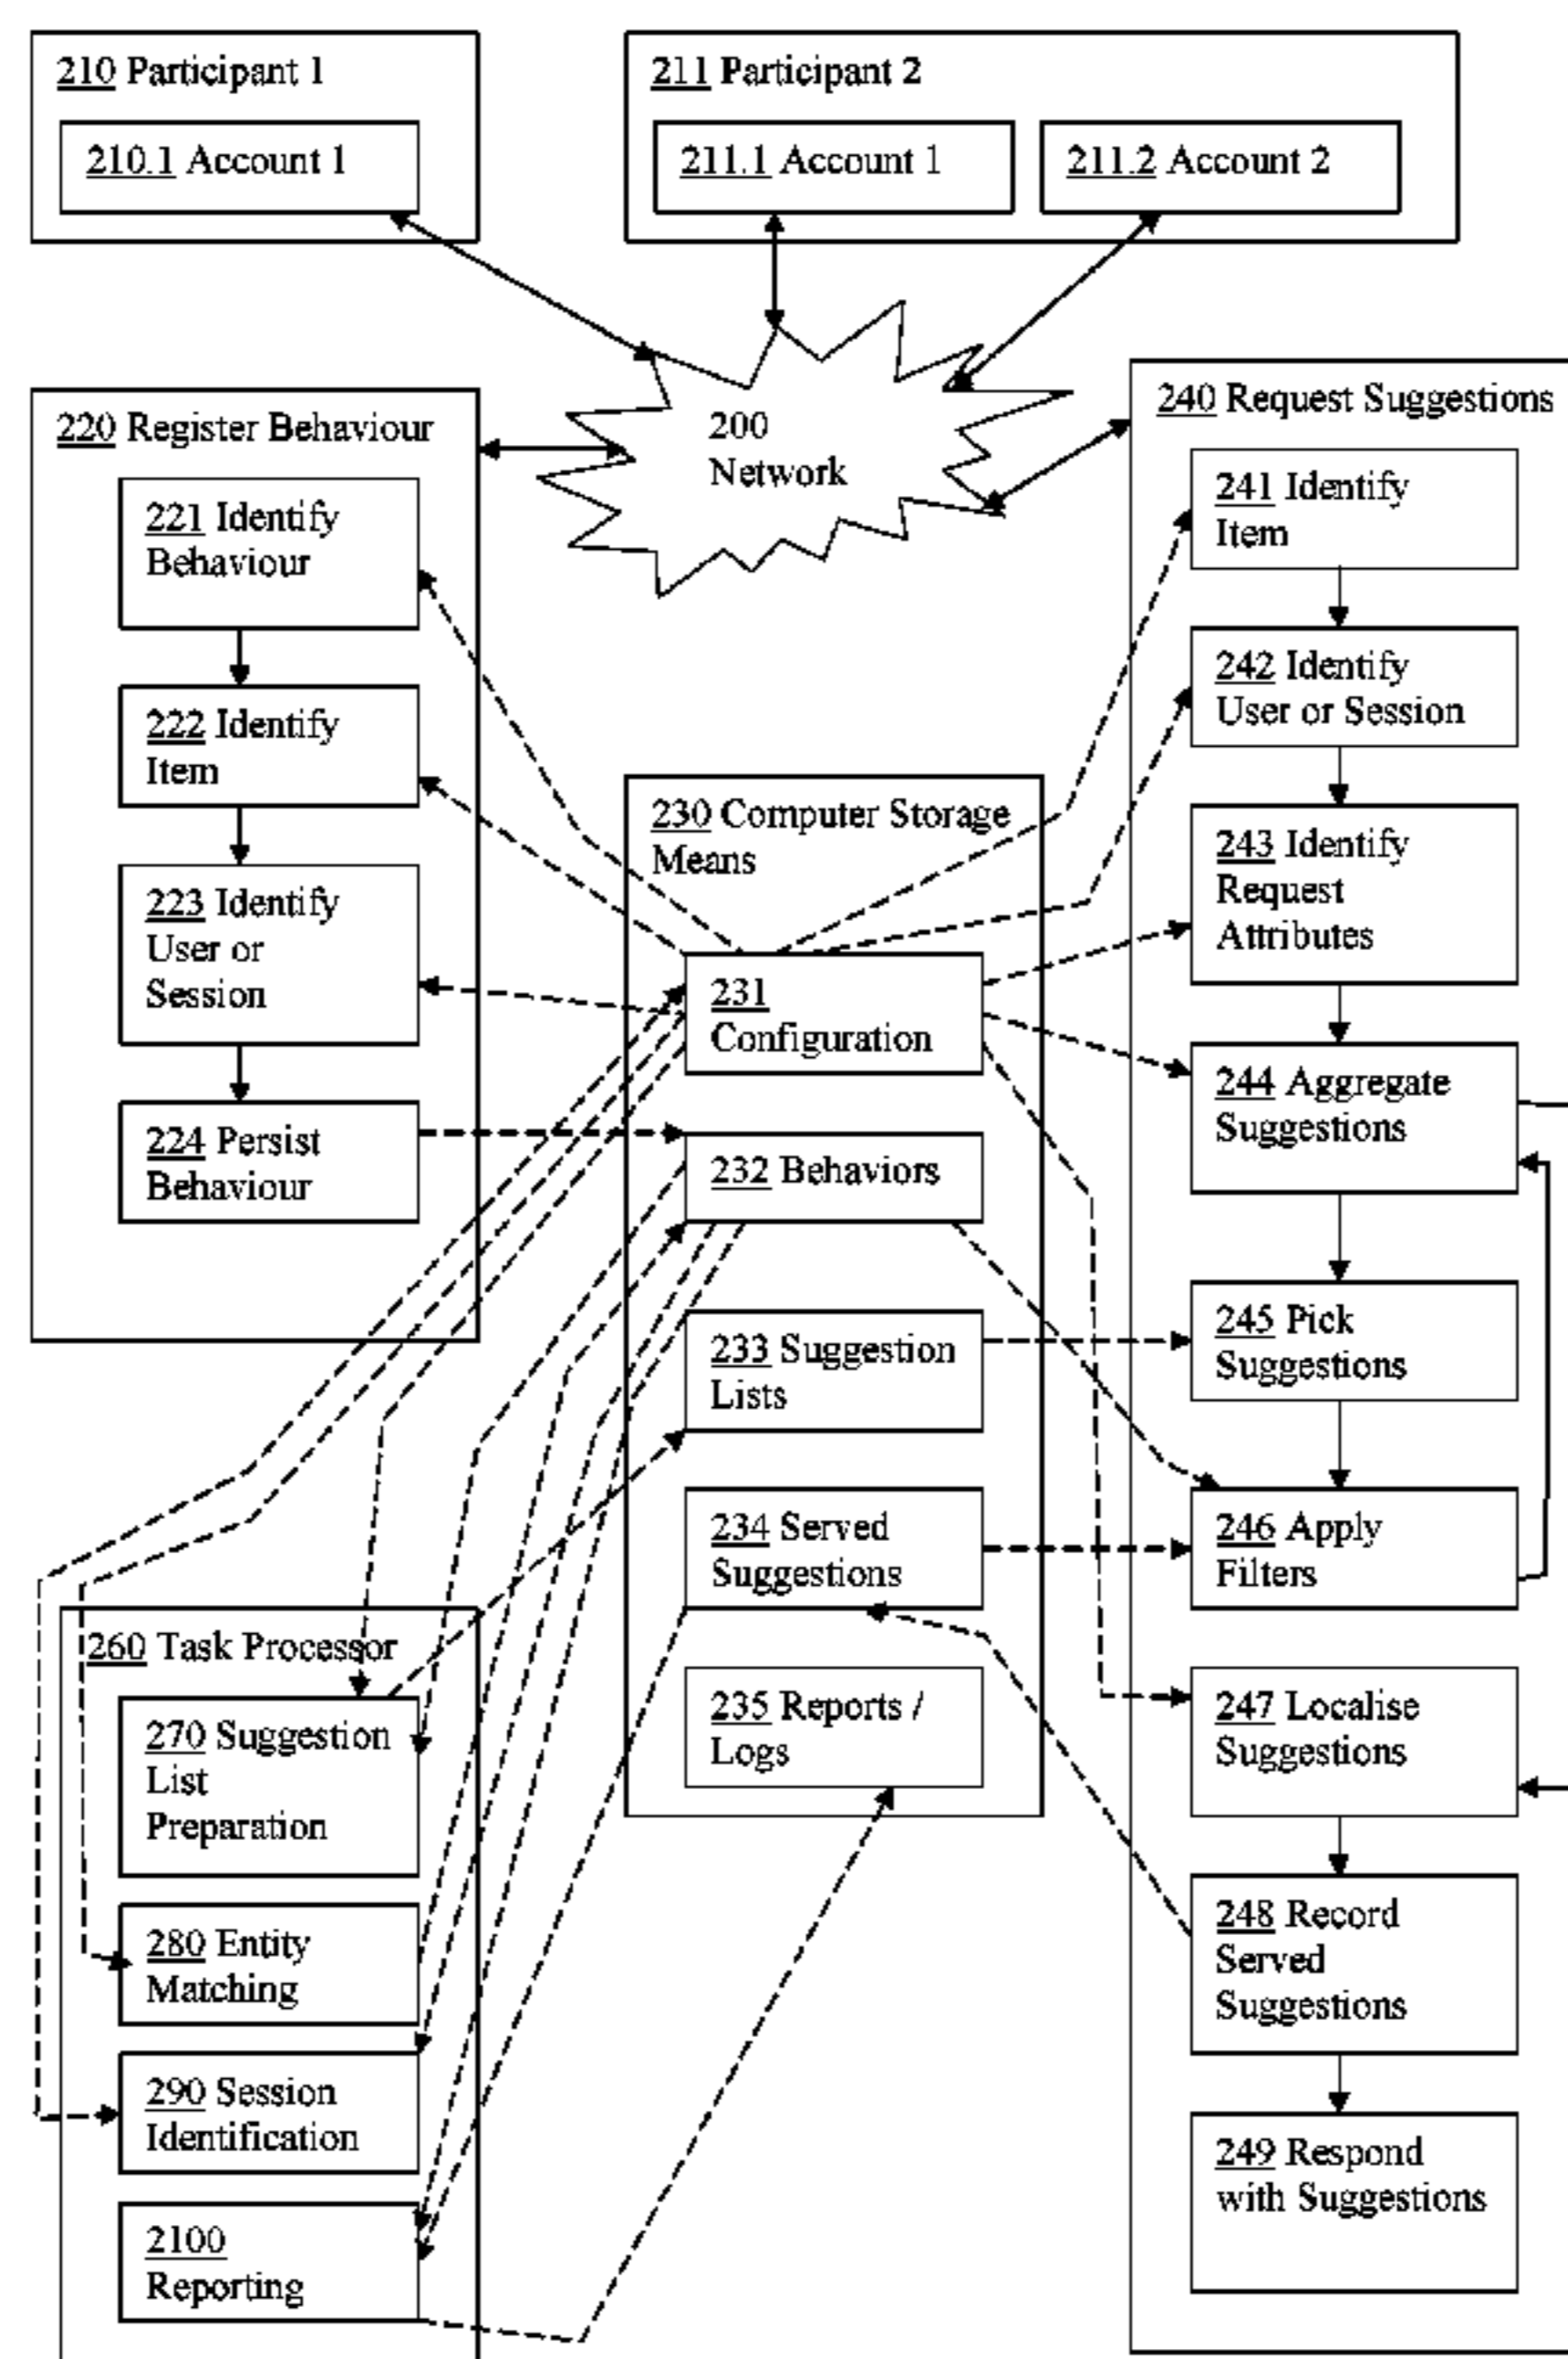 210 Participant 1
210.1 Account 1
211 Participant 2
211.1 Account 1
211.2 Account 2
200
Network
220 Register Behaviour
221 Identify
Behaviour
222 Identify
Item
223 Identify
User or
Session
224 Persist
Behaviour
230 Computer Storage
Means
231
Configuration
232 Behaviors
233 Suggestion
Lists
234 Served
Suggestions
235 Reports /
Logs
240 Request Suggestions
241 Identify
Item
242 Identify
User or Session
243 Identify
Request
Attributes
244 Aggregate
Suggestions
245 Pick
Suggestions
246 Apply
Filters
247 Localise
Suggestions
248 Record
Served
Suggestions
249 Respond
with Suggestions
260 Task Processor
270 Suggestion
List
Preparation
280 Entity
Matching
290 Session
Identification
2100
Reporting